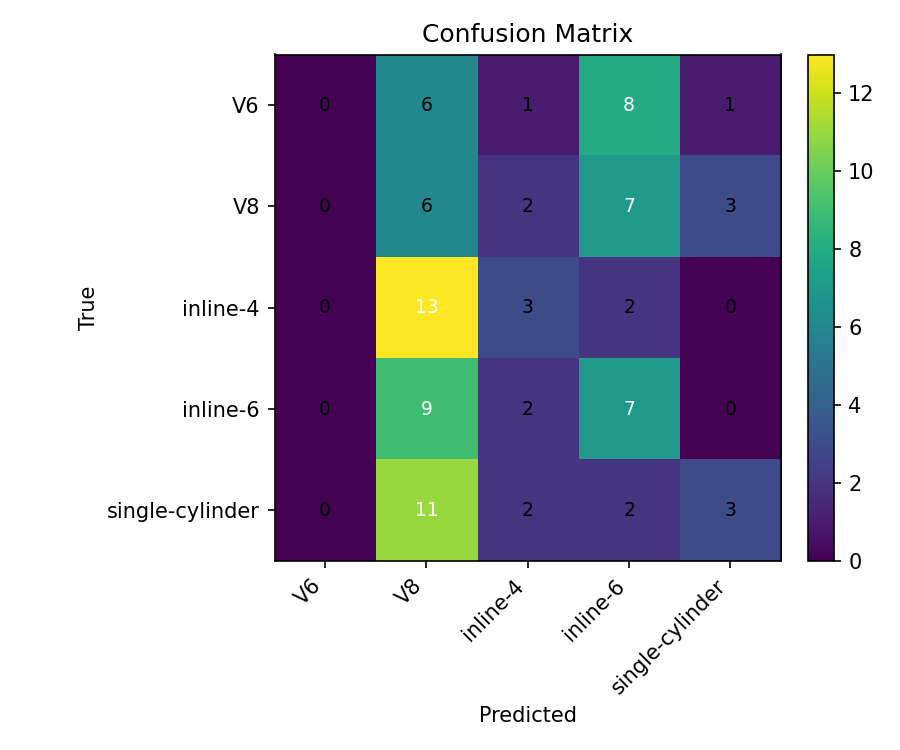 Confusion Matrix
True
V6 0 6 1 8 1
V8 0 6 2 7 3
inline-4 0 13 3 2 0
inline-6 0 9 2 7 0
single-cylinder 0 11 2 2 3
V6 V8 inline-4 inline-6 single-cylinder
Predicted
12
10
8
6
4
2
0